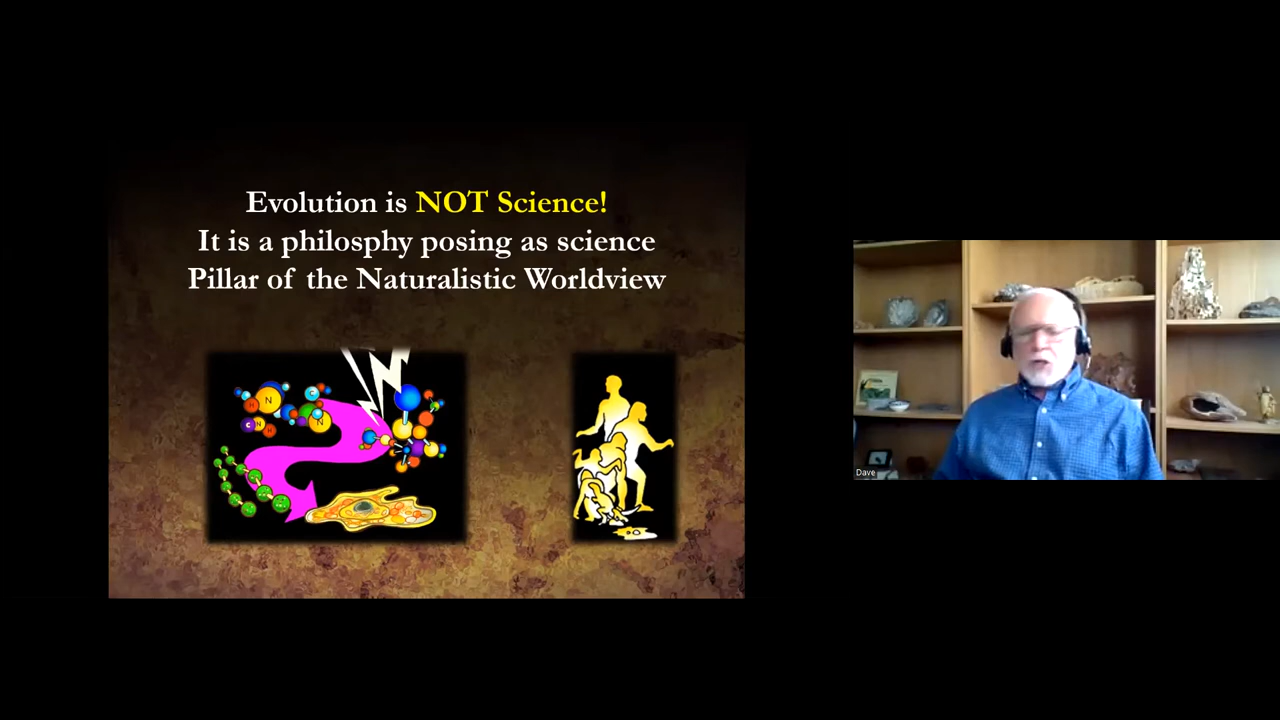 Evolution is NOT Science!
It is a philosphy posing as science
Pillar of the Naturalistic Worldview
N
H
C
C N H
N
Dave